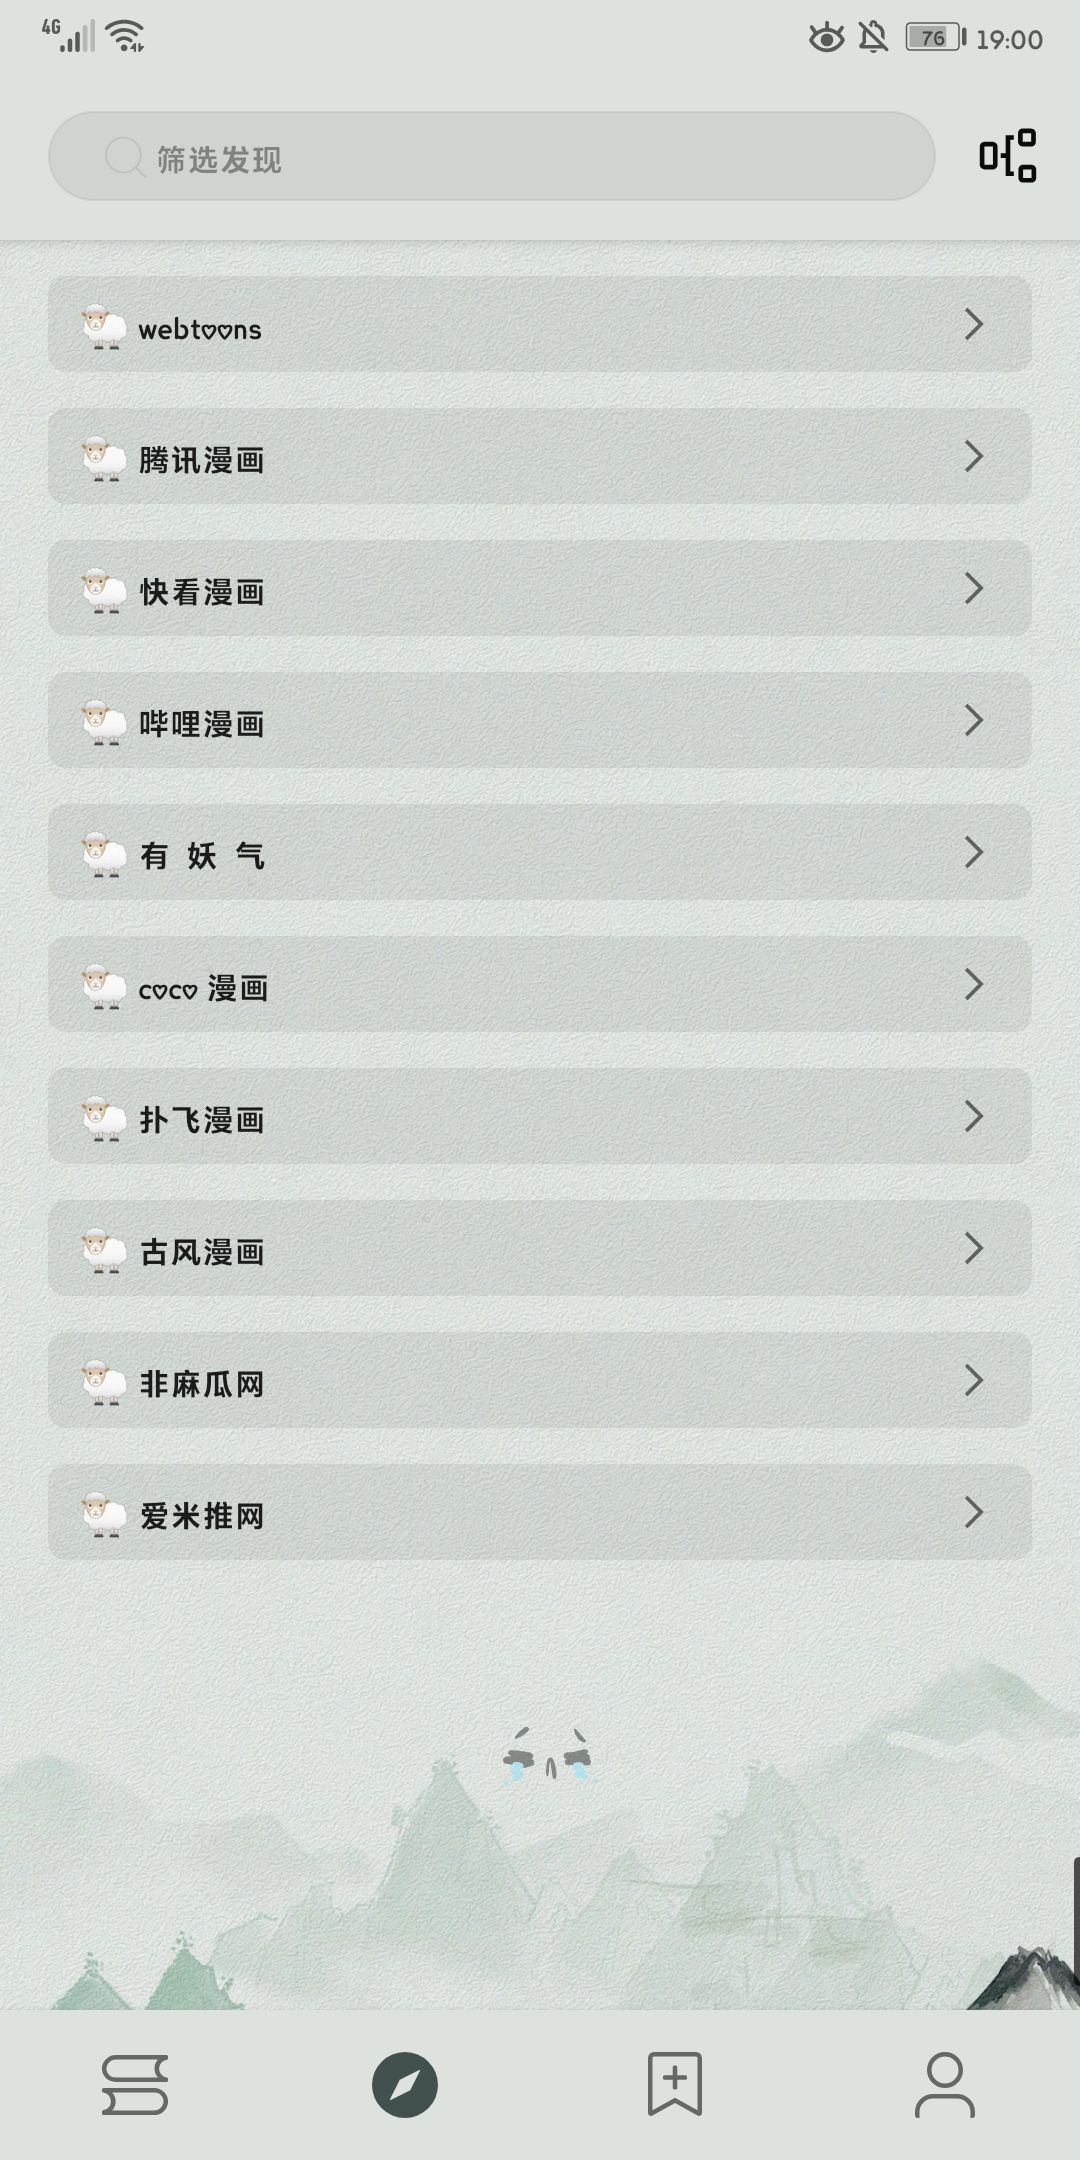 4G
76 19:00
筛选发现
webtoons
腾讯漫画
快看漫画
哔哩漫画
有 妖 气
coco 漫画
扑飞漫画
古风漫画
非麻瓜网
爱米推网